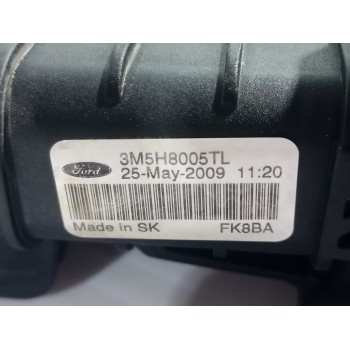 Ford
3M5H8005TL
25-May-2009 11:20
Made in SK FK8BA